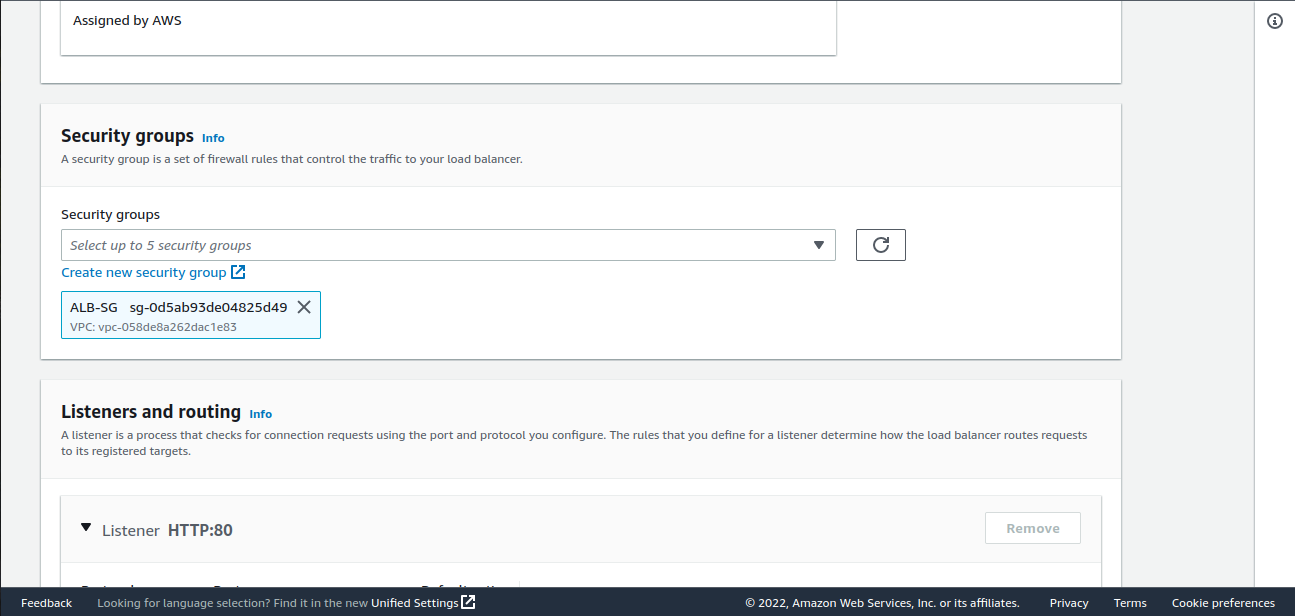 Assigned by AWS
Security groups Info
A security group is a set of firewall rules that control the traffic to your load balancer.
Security groups
Select up to 5 security groups
Create new security group
ALB-SG sg-0d5ab93de04825d49
VPC: vpc-058de8a262dac1e83
Listeners and routing Info
A listener is a process that checks for connection requests using the port and protocol you configure. The rules that you define for a listener determine how the load balancer routes requests
to its registered targets.
Listener HTTP:80
Remove
Feedback Looking for language selection? Find it in the new Unified Settings © 2022, Amazon Web Services, Inc. or its affiliates. Privacy Terms Cookie preferences